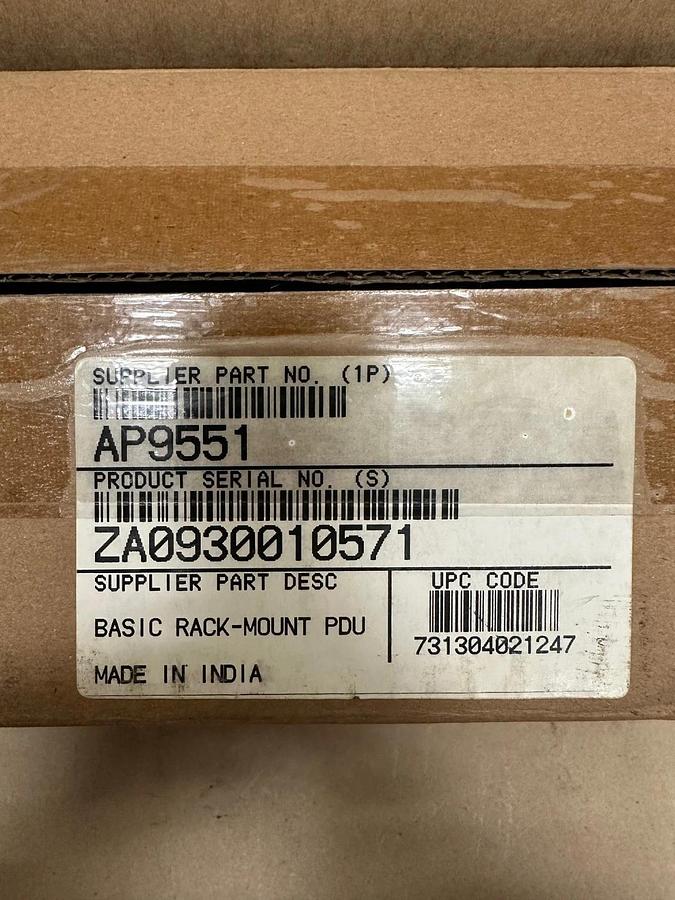 SUPPLIER PART NO. (1P)
AP9551
PRODUCT SERIAL NO. (S)
ZA0930010571
SUPPLIER PART DESC
UPC CODE
BASIC RACK-MOUNT PDU
731304021247
MADE IN INDIA